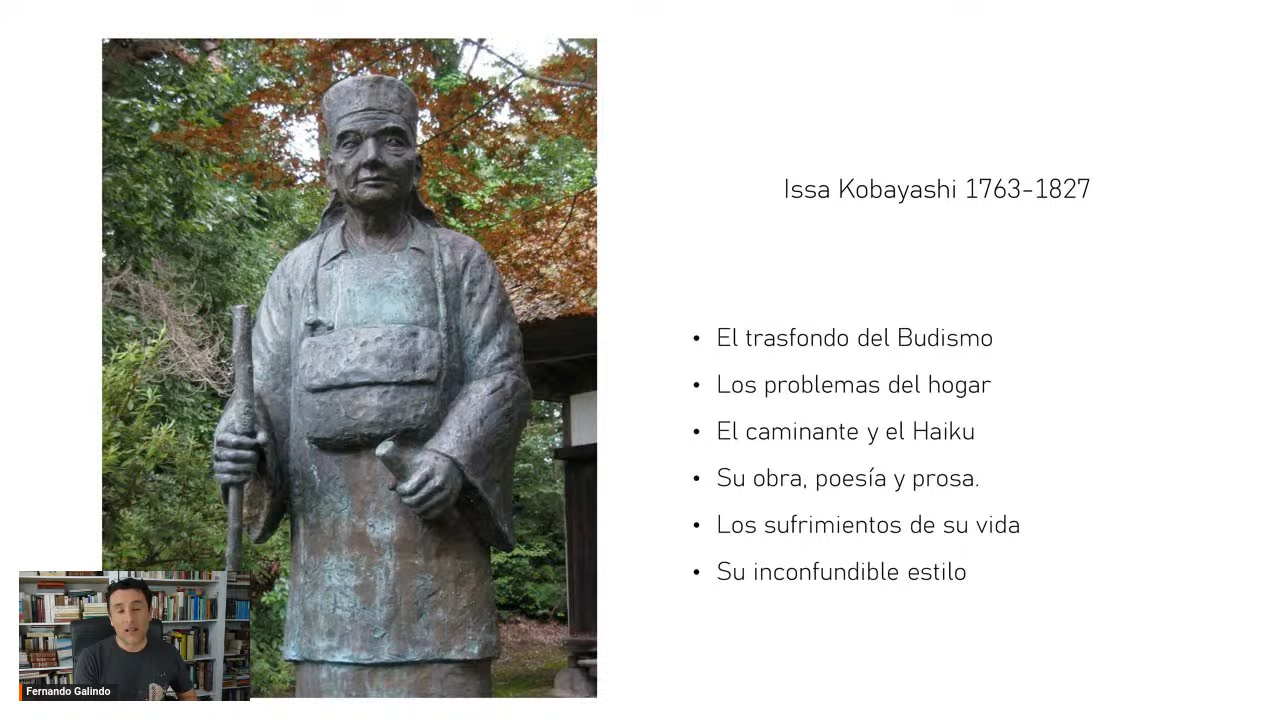 Issa Kobayashi 1763-1827
• El trasfondo del Budismo
• Los problemas del hogar
• El caminante y el Haiku
• Su obra, poesía y prosa.
• Los sufrimientos de su vida
• Su inconfundible estilo
Fernando Galindo